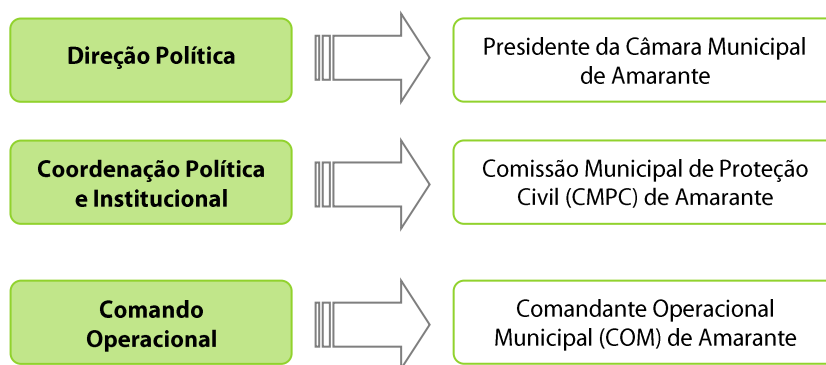 Direção Política
Presidente da Câmara Municipal
de Amarante
Coordenação Política
e Institucional
Comissão Municipal de Proteção
Civil (CMPC) de Amarante
Comando
Operacional
Comandante Operacional
Municipal (COM) de Amarante